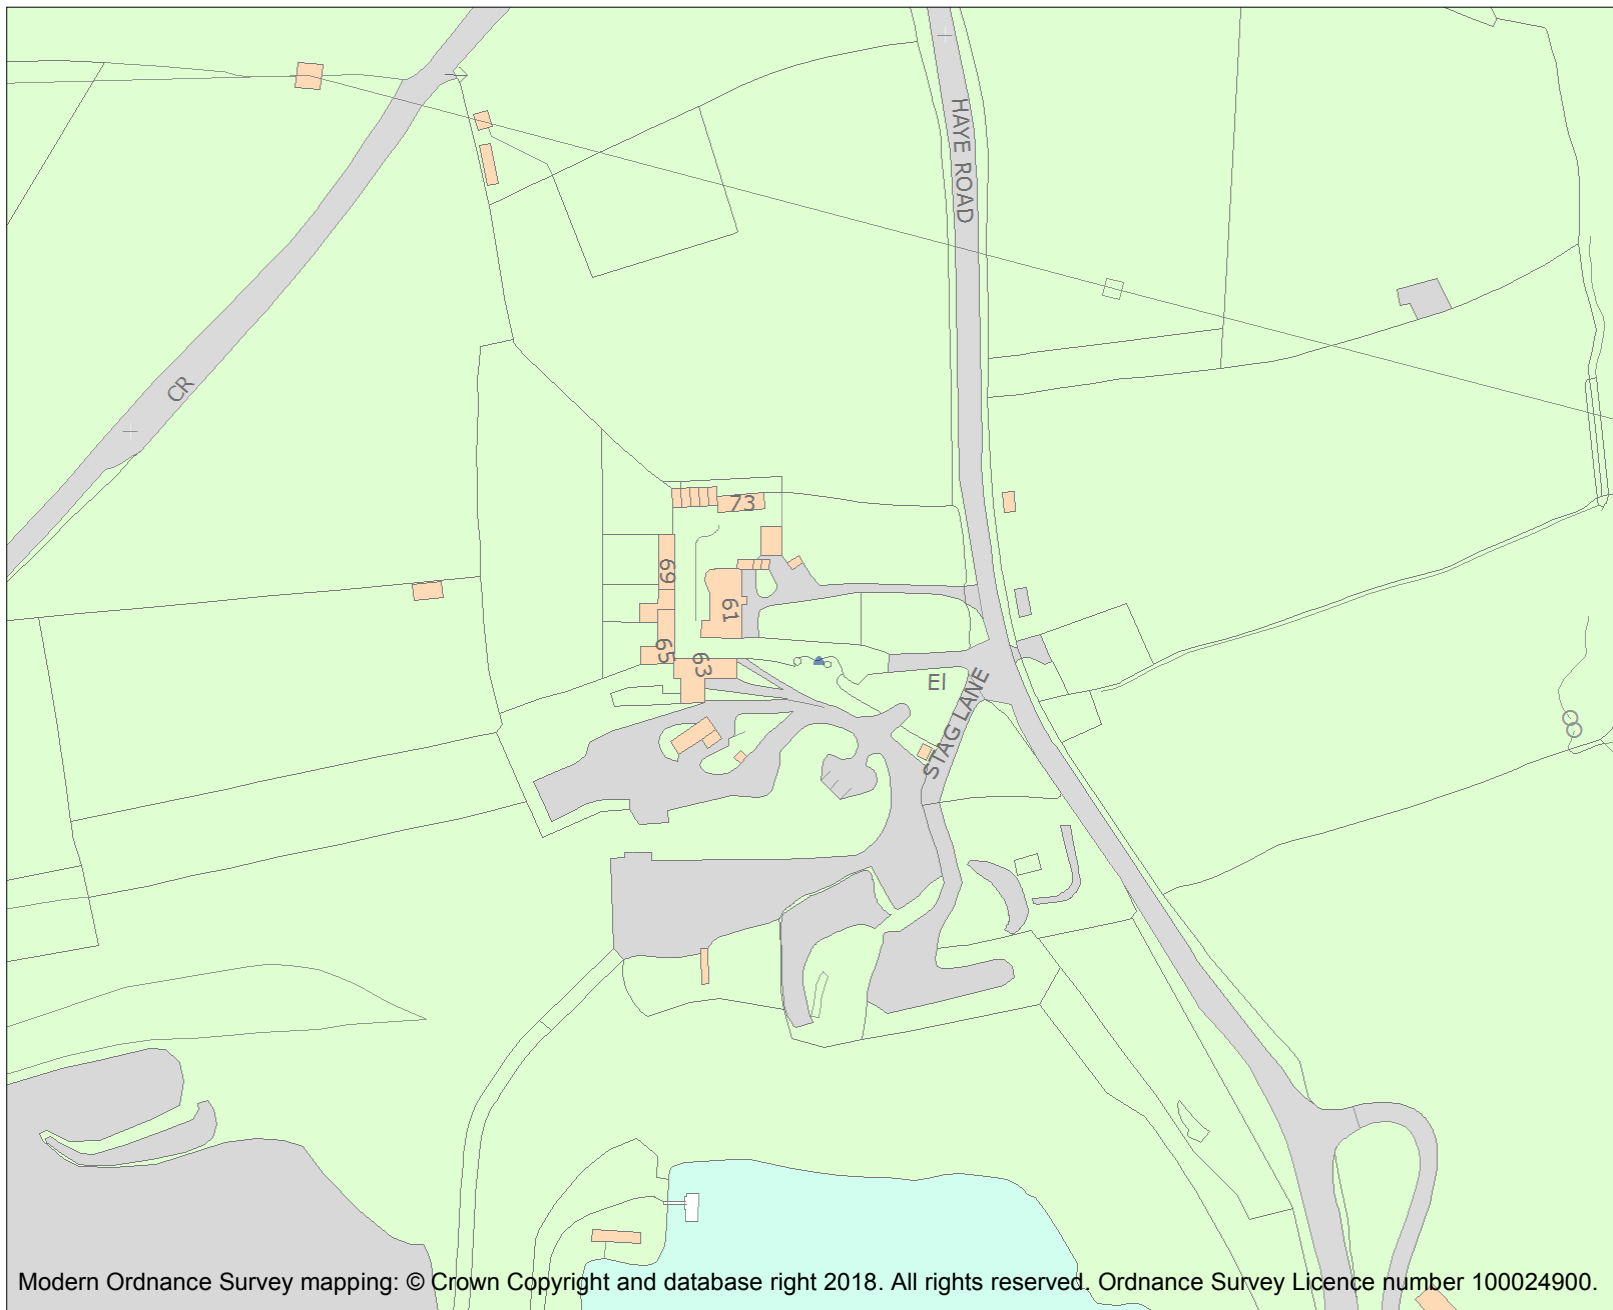 HAYE ROAD
CR
73
69
61
65
63
El
STAG LANE
Modern Ordnance Survey mapping: © Crown Copyright and database right 2018. All rights reserved. Ordnance Survey Licence number 100024900.